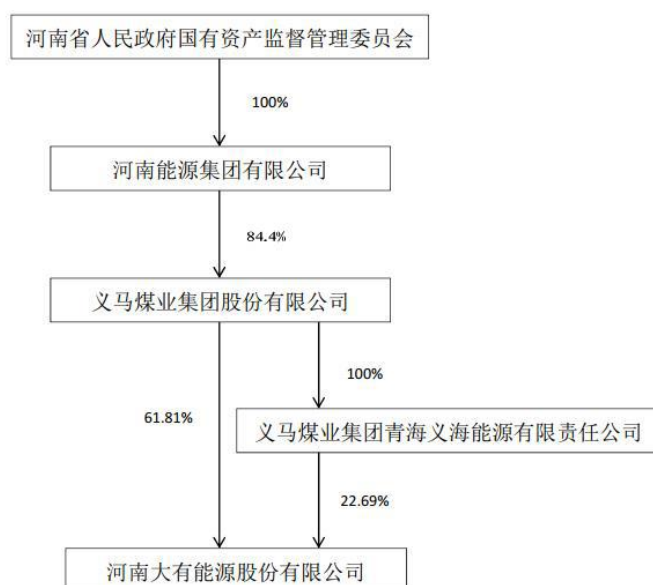 河南省人民政府国有资产监督管理委员会
100%
河南能源集团有限公司
84.4%
义马煤业集团股份有限公司
100%
61.81%
义马煤业集团青海义海能源有限责任公司
22.69%
河南大有能源股份有限公司